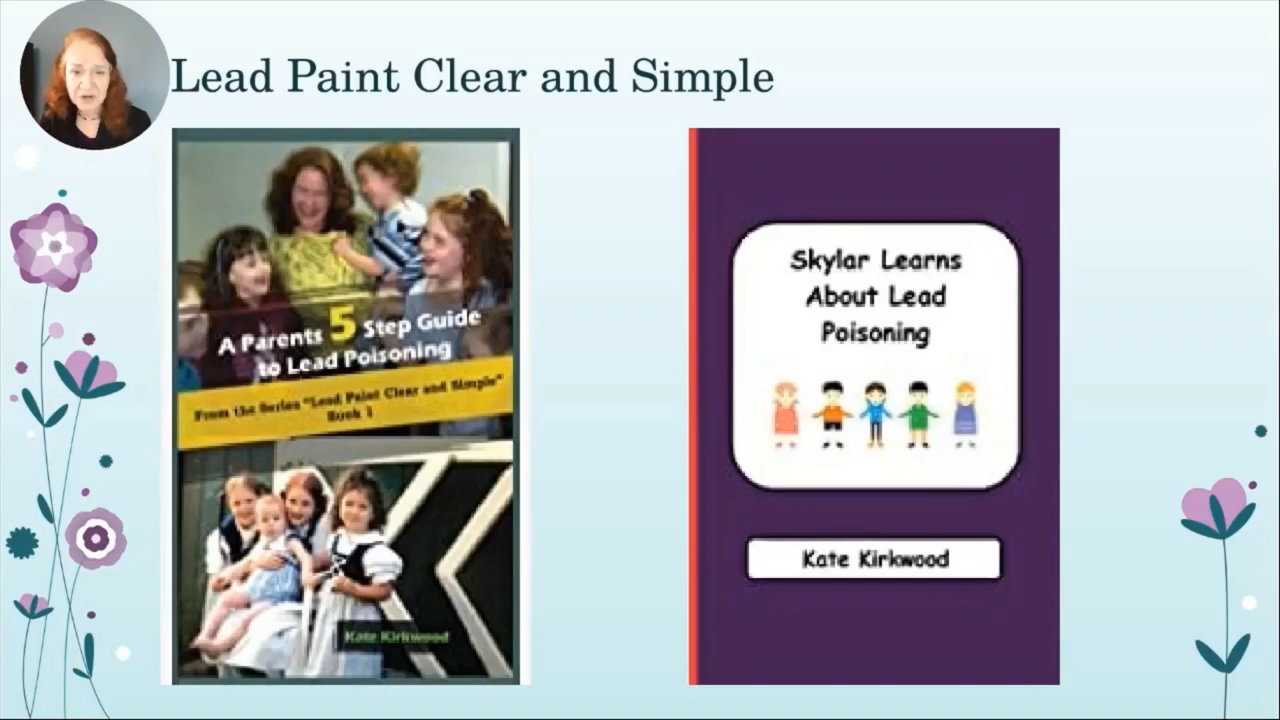 Lead Paint Clear and Simple
A Parents 5 Step Guide
to Lead Poisoning
From the Series "Lead Paint Clear and Simple"
Book 1
Kate Kirkwood
Skylar Learns
About Lead
Poisoning
Kate Kirkwood